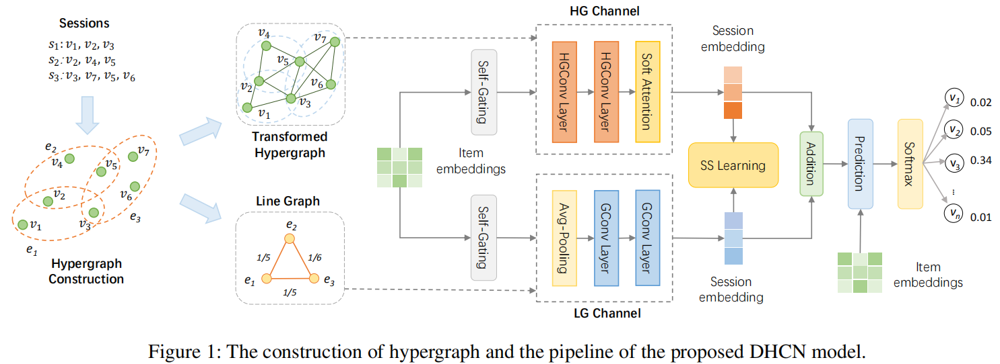 Sessions
s1: v1, v2, v3
s2: v2, v4, v5
s3: v3, v7, v5, v6
e2
v4
v5
v7
v2
v6
v1
v3
e3
e1
Hypergraph
Construction
v4
v7
v5
v2
v6
v3
v1
Transformed
Hypergraph
Line Graph
e2
1/5
1/6
e1
e3
1/5
Item
embeddings
Self-Gating
Self-Gating
HG Channel
HGConv Layer
HGConv Layer
Soft Attention
Avg-Pooling
GConv Layer
GConv Layer
LG Channel
Session
embedding
SS Learning
Session
embedding
Addition
Prediction
Softmax
v1 0.02
v2 0.05
v3 0.34
...
vn 0.01
Item
embeddings
Figure 1: The construction of hypergraph and the pipeline of the proposed DHCN model.